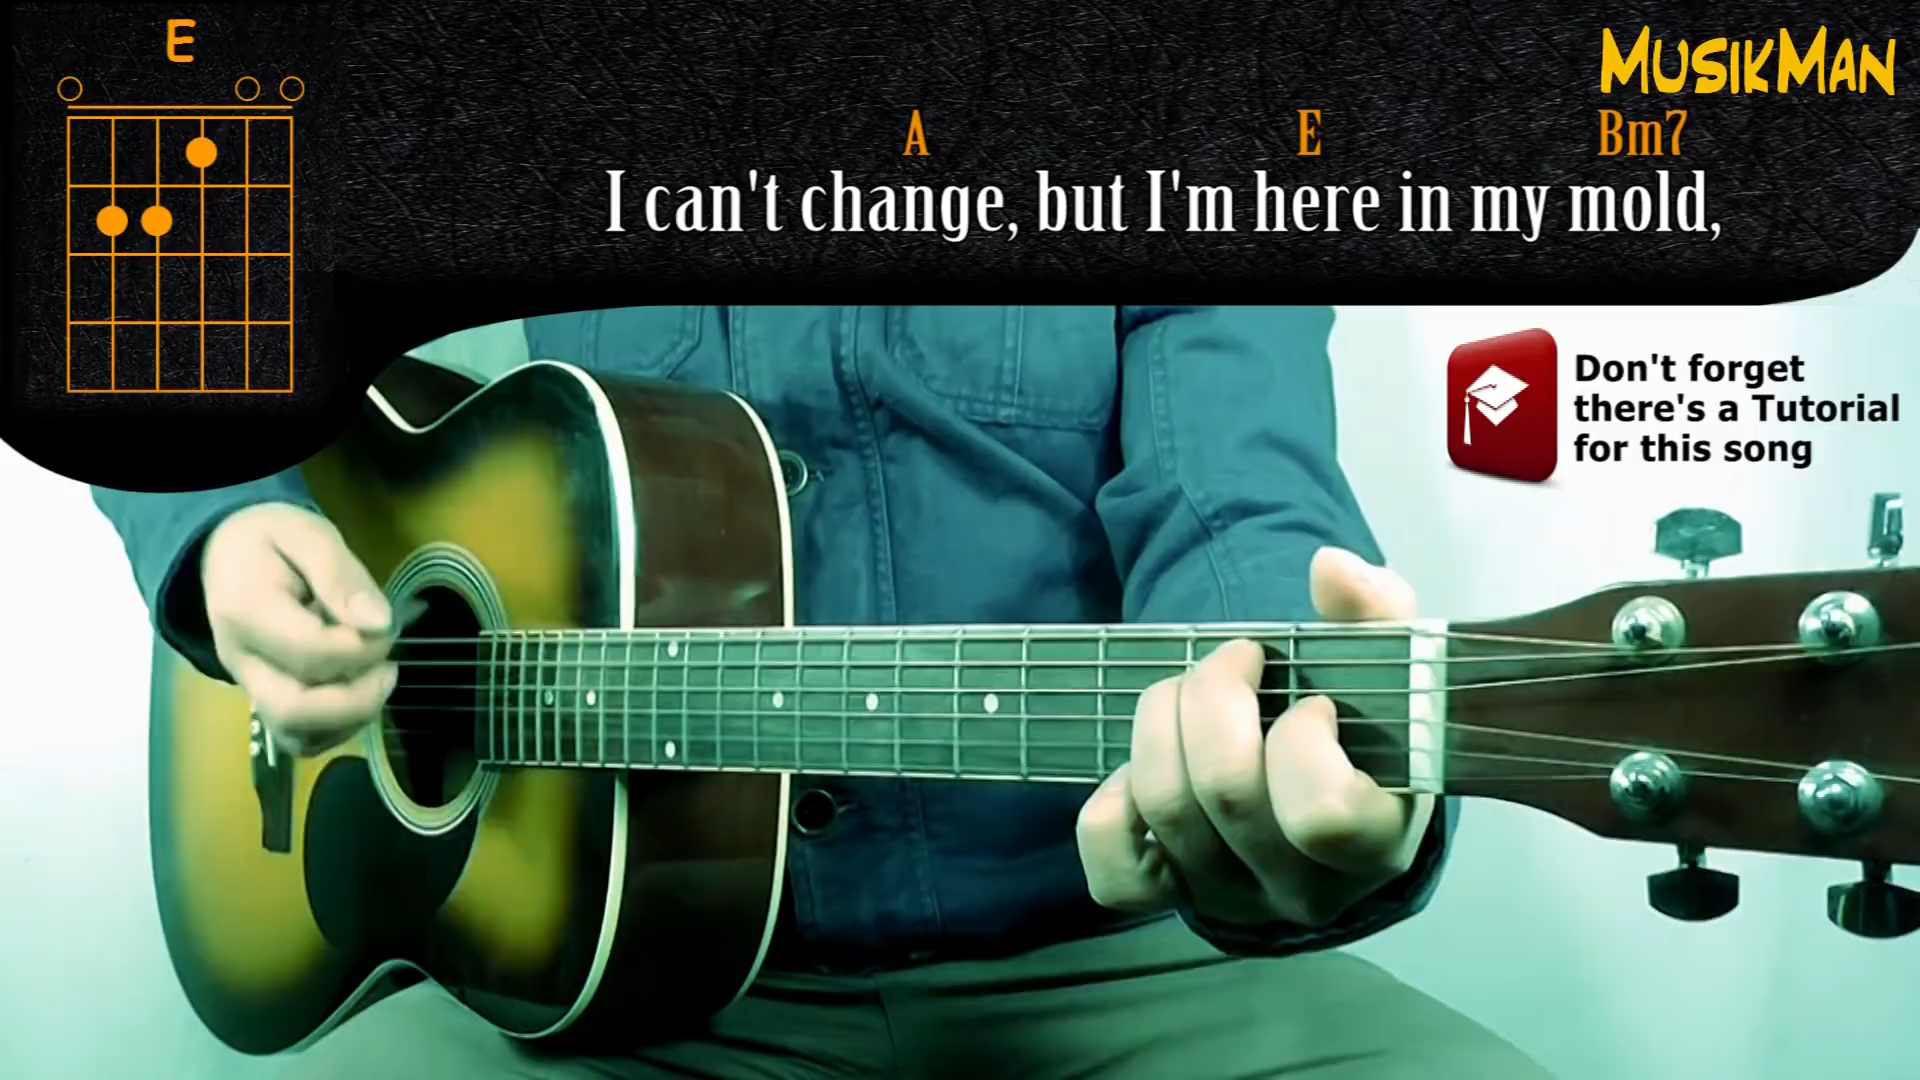 E
MUSIKMAN
A E Bm7
I can't change, but I'm here in my mold,
Don't forget
there's a Tutorial
for this song